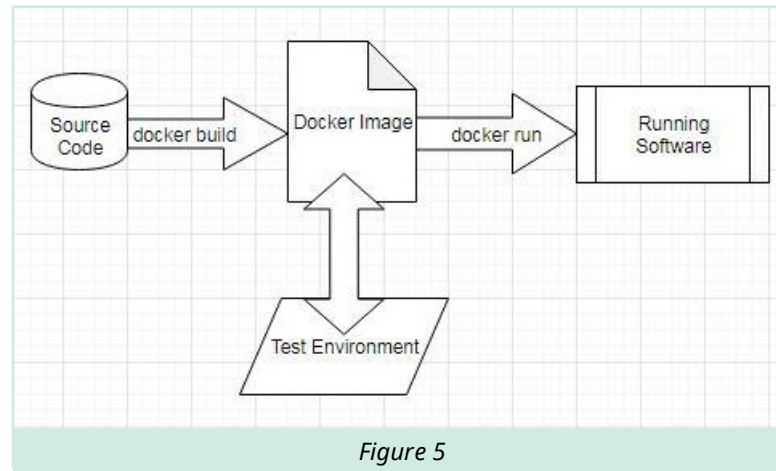 Source
Code
docker build
Docker Image
docker run
Running
Software
Test Environment
Figure 5